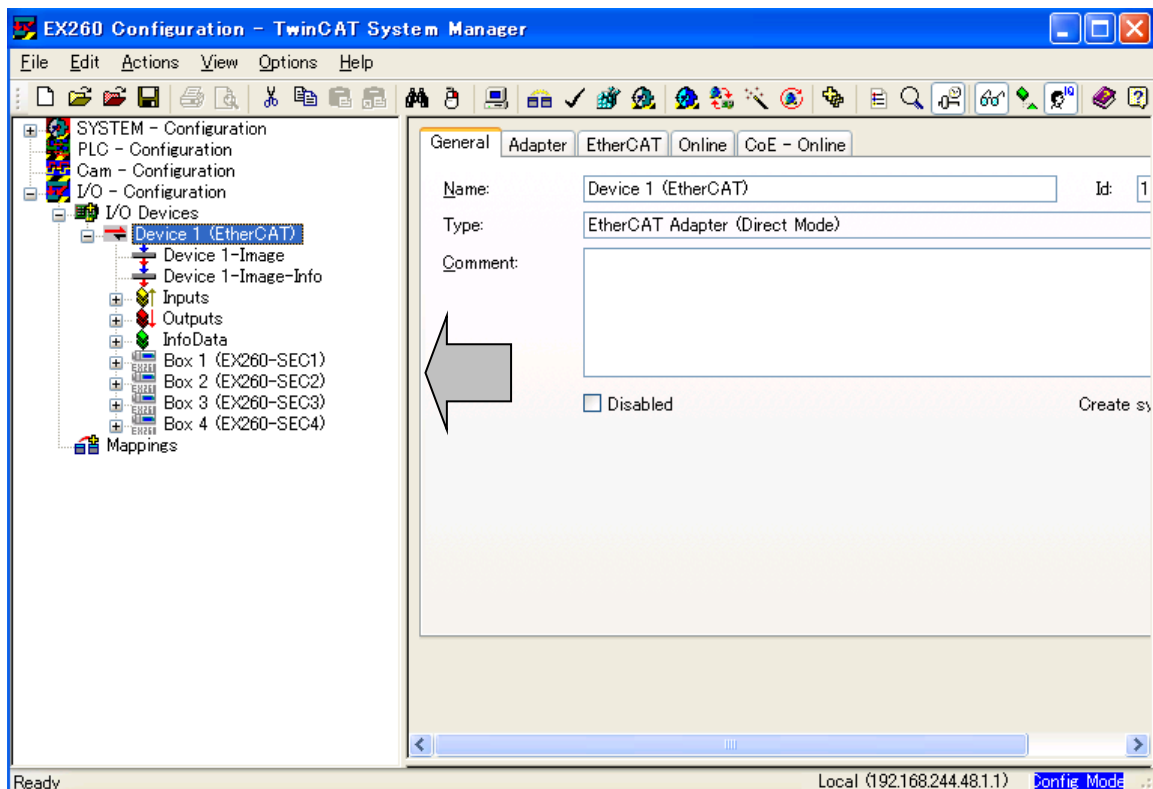 EX260 Configuration - TwinCAT System Manager
File Edit Actions View Options Help
SYSTEM - Configuration
PLC - Configuration
Cam - Configuration
I/O - Configuration
I/O Devices
Device 1 (EtherCAT)
Device 1-Image
Device 1-Image-Info
Inputs
Outputs
InfoData
Box 1 (EX260-SEC1)
Box 2 (EX260-SEC2)
Box 3 (EX260-SEC3)
Box 4 (EX260-SEC4)
Mappings
General Adapter EtherCAT Online CoE - Online
Name: Device 1 (EtherCAT) Id: 1
Type: EtherCAT Adapter (Direct Mode)
Comment:
Disabled Create sy
Ready Local (192.168.244.48.1.1) Config Mode